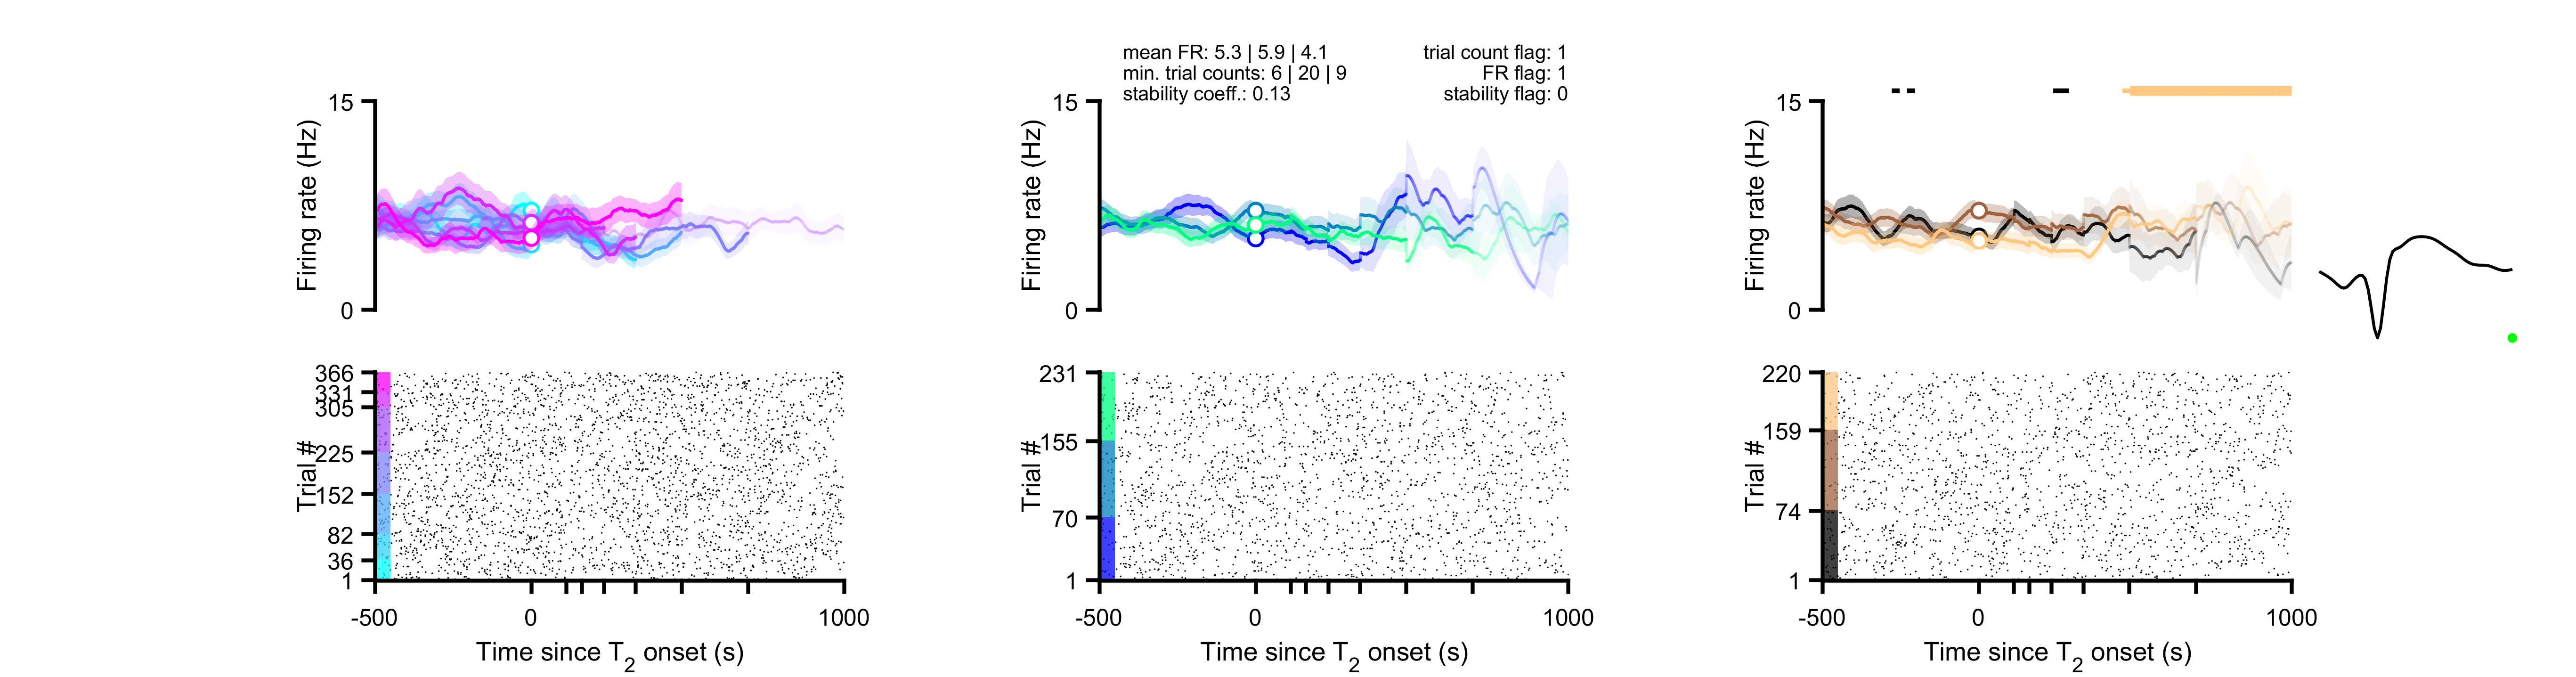 mean FR: 5.3 | 5.9 | 4.1
min. trial counts: 6 | 20 | 9
stability coeff.: 0.13
trial count flag: 1
FR flag: 1
stability flag: 0
15
Firing rate (Hz)
0
366
331
305
225
152
82
36
1
Trial #
-500
0
1000
Time since T2 onset (s)
15
Firing rate (Hz)
0
231
155
70
1
Trial #
-500
0
1000
Time since T2 onset (s)
15
Firing rate (Hz)
0
220
159
74
1
Trial #
-500
0
1000
Time since T2 onset (s)